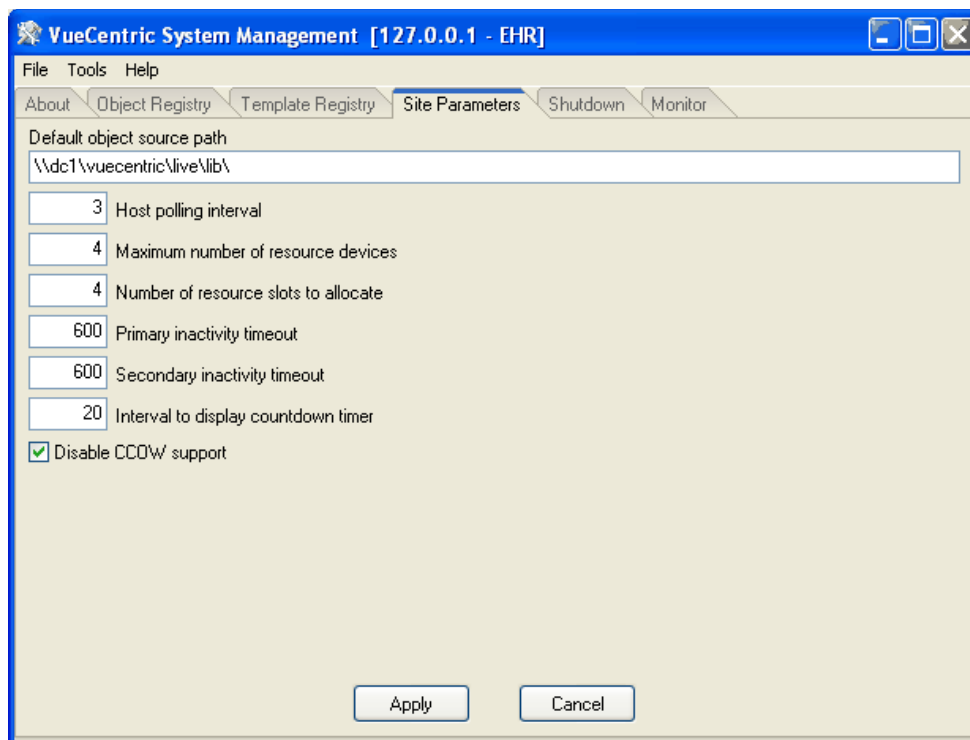 VueCentric System Management [127.0.0.1 - EHR]
File Tools Help
About Object Registry Template Registry Site Parameters Shutdown Monitor
Default object source path
\\dc1\vuecentric\live\lib\
3 Host polling interval
4 Maximum number of resource devices
4 Number of resource slots to allocate
600 Primary inactivity timeout
600 Secondary inactivity timeout
20 Interval to display countdown timer
Disable CCOW support
Apply Cancel